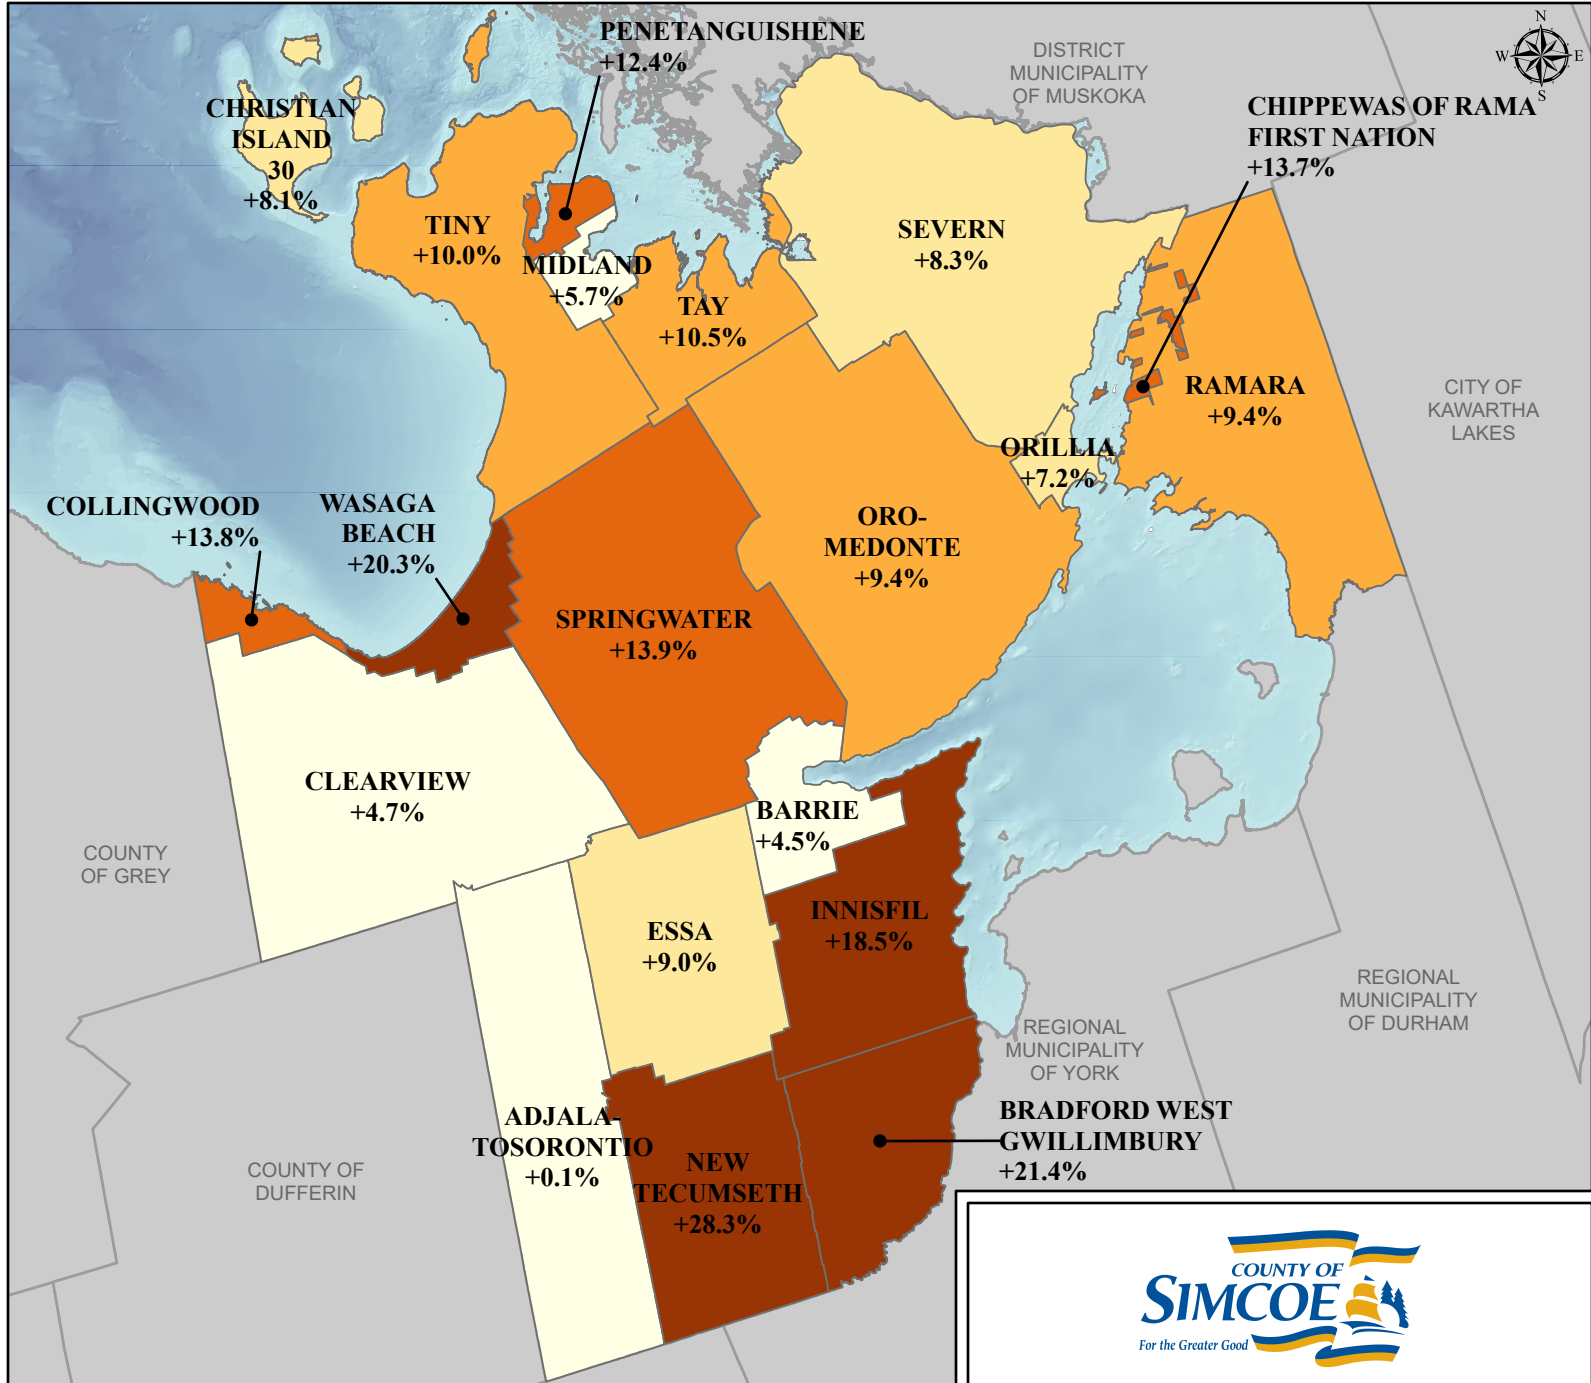 PENETANGUISHENE
+12.4%
DISTRICT
MUNICIPALITY
OF MUSKOKA
N
W
E
S
CHRISTIAN
ISLAND
30
+8.1%
CHIPPEWAS OF RAMA
FIRST NATION
+13.7%
TINY
+10.0%
SEVERN
+8.3%
MIDLAND
+5.7%
TAY
+10.5%
RAMARA
+9.4%
CITY OF
KAWARTHA
LAKES
ORILLIA
+7.2%
COLLINGWOOD
+13.8%
WASAGA
BEACH
+20.3%
ORO-
MEDONTE
+9.4%
SPRINGWATER
+13.9%
CLEARVIEW
+4.7%
BARRIE
+4.5%
COUNTY
OF GREY
ESSA
+9.0%
INNISFIL
+18.5%
REGIONAL
MUNICIPALITY
OF DURHAM
REGIONAL
MUNICIPALITY
OF YORK
ADJALA-
TOSORONTIO
+0.1%
BRADFORD WEST
GWILLIMBURY
+21.4%
COUNTY OF
DUFFERIN
NEW
TECUMSETH
+28.3%
COUNTY OF
SIMCOE
For the Greater Good